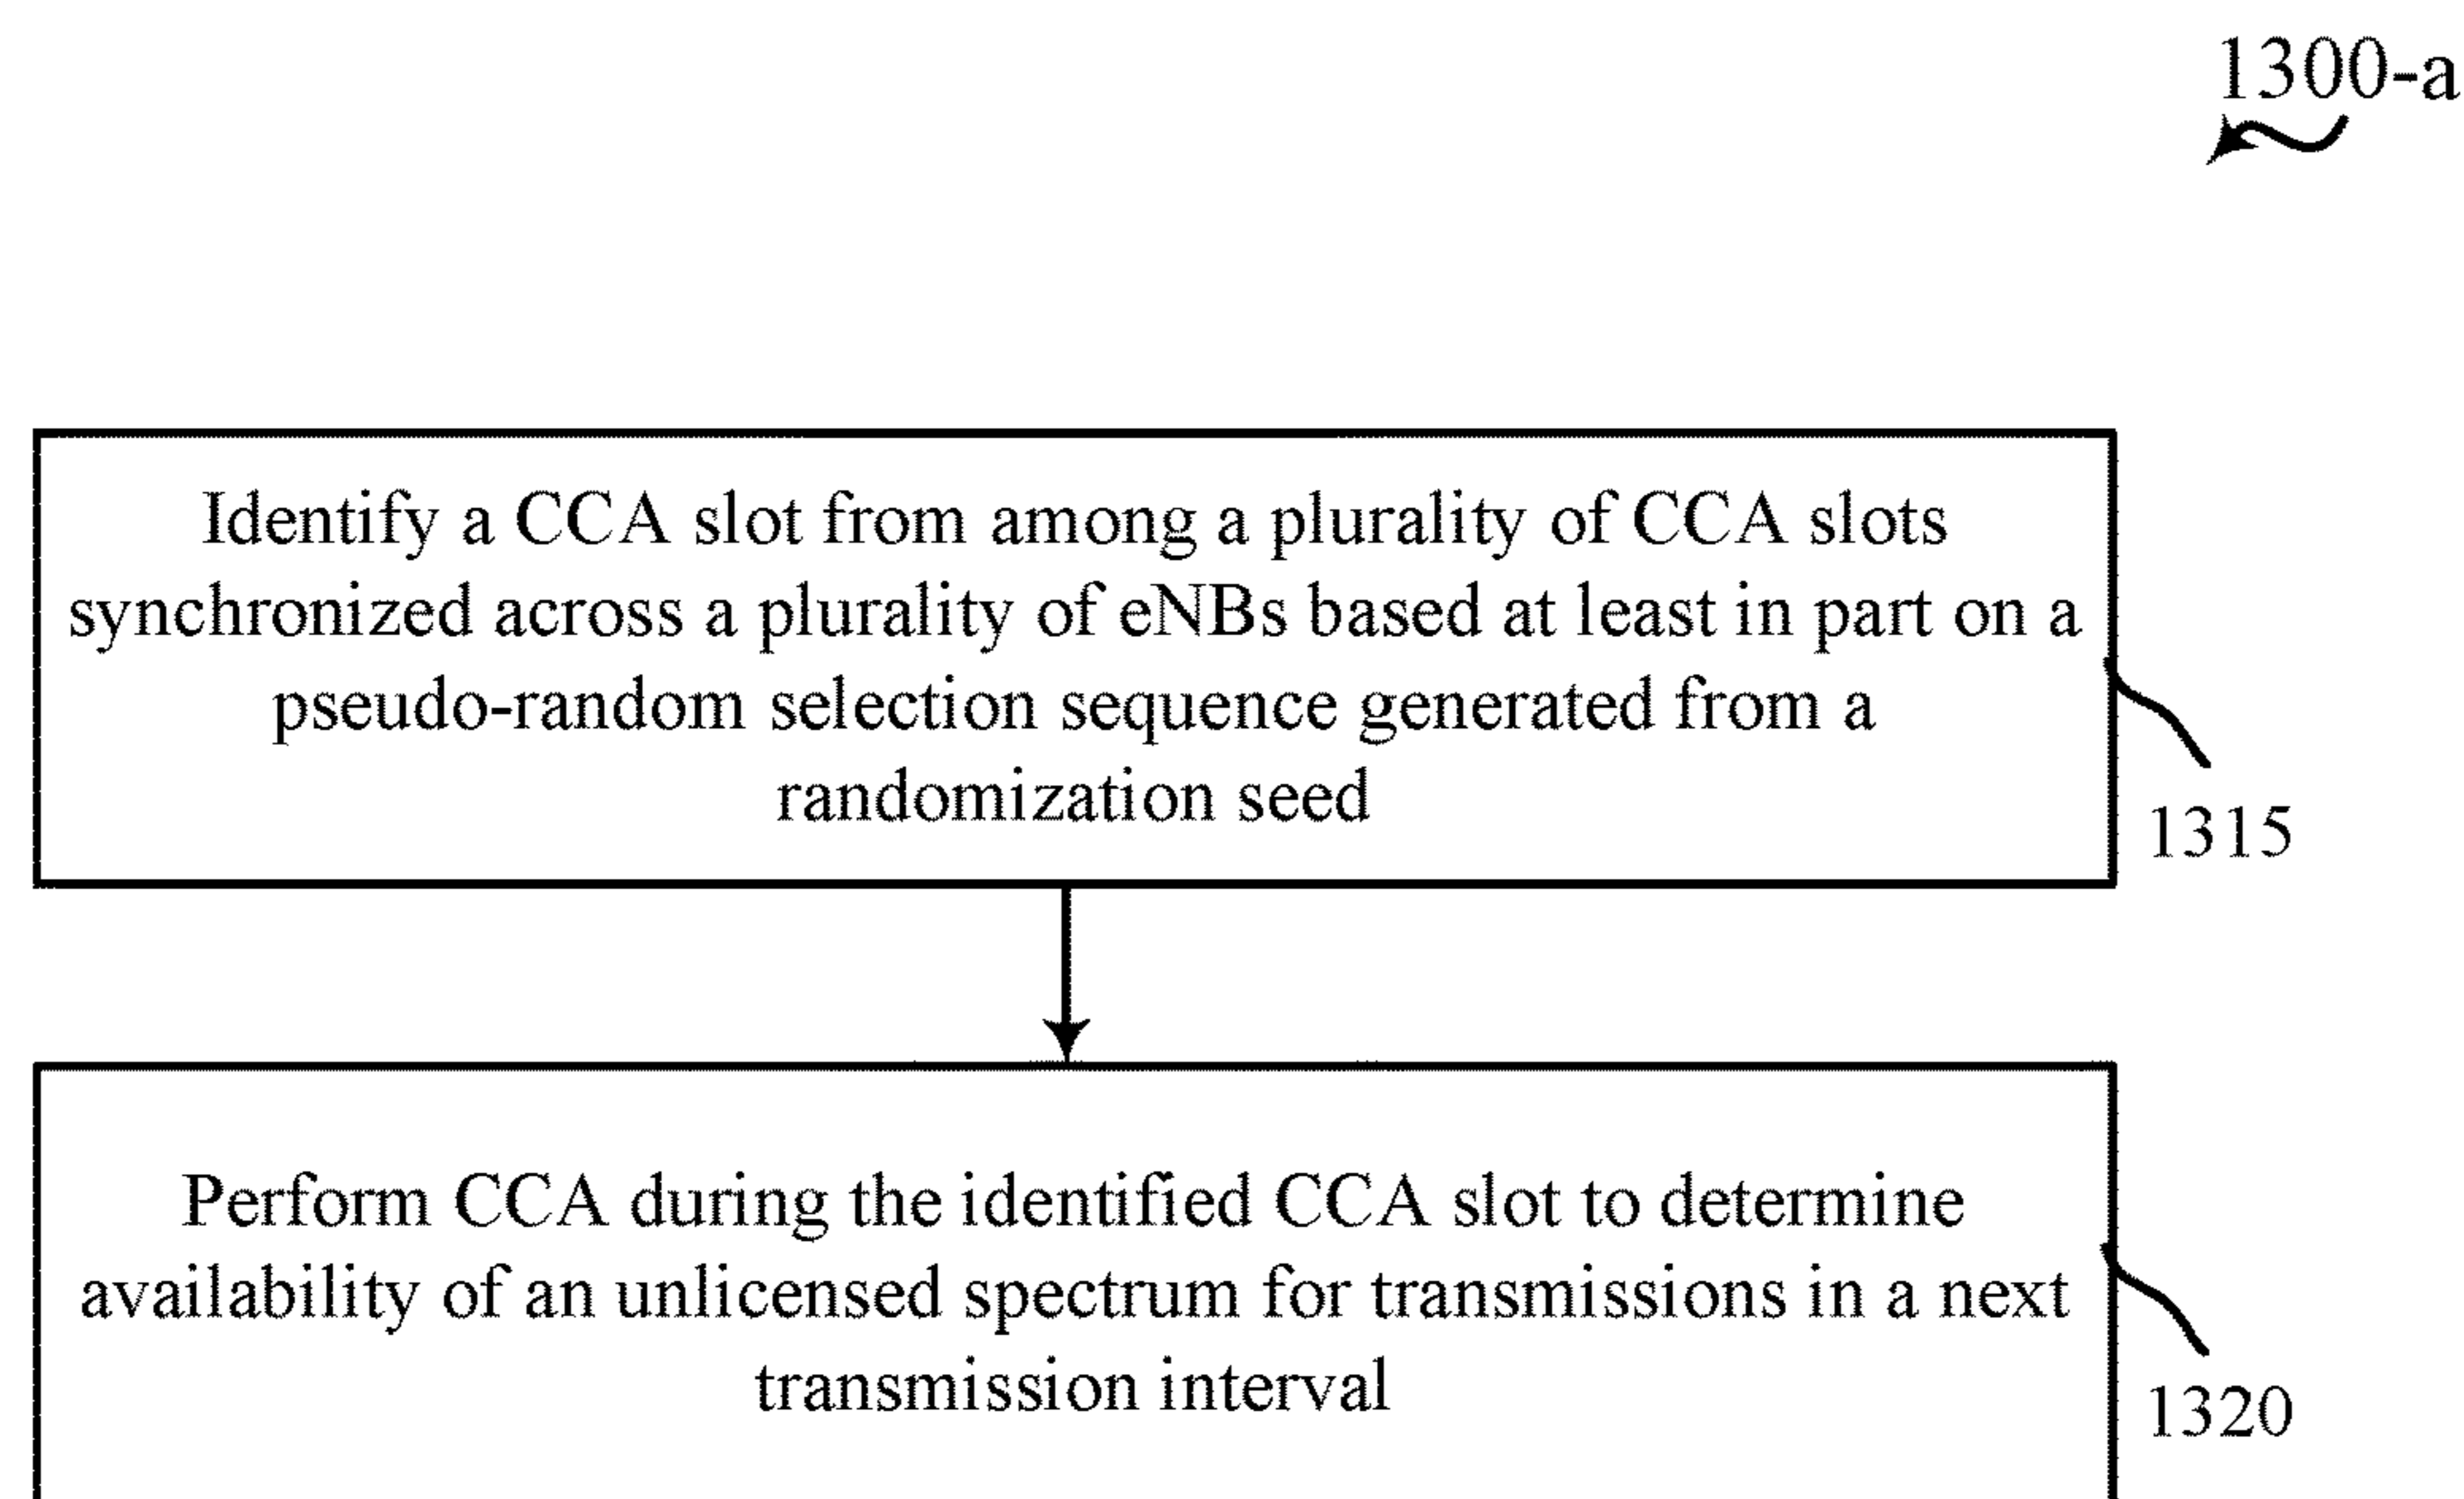 1300-a
Identify a CCA slot from among a plurality of CCA slots
synchronized across a plurality of eNBs based at least in part on a
pseudo-random selection sequence generated from a
randomization seed
1315
Perform CCA during the identified CCA slot to determine
availability of an unlicensed spectrum for transmissions in a next
transmission interval
1320